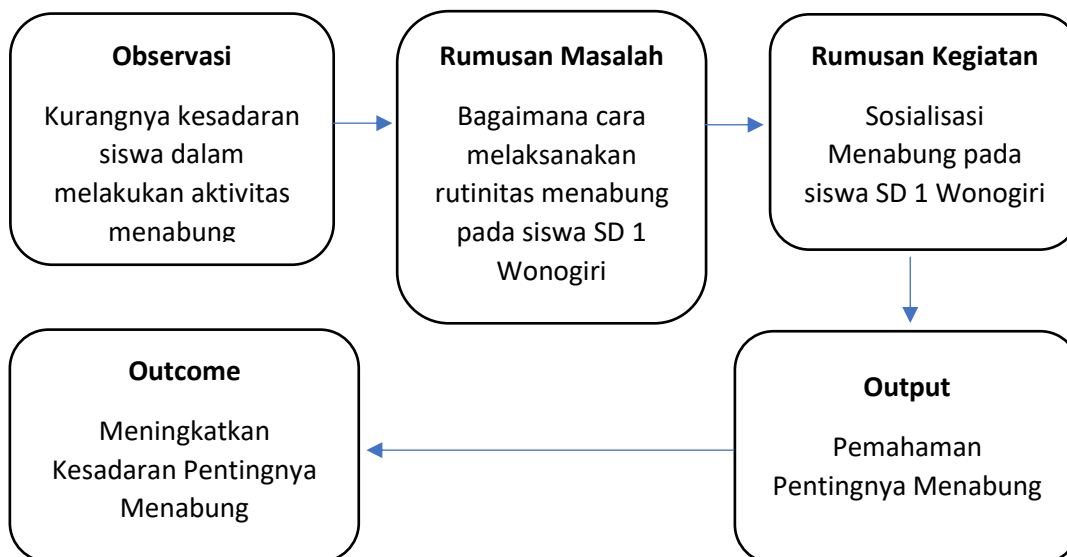 Observasi
Kurangnya kesadaran
siswa dalam
melakukan aktivitas
menabung
Rumusan Masalah
Bagaimana cara
melaksanakan
rutinitas menabung
pada siswa SD 1
Wonogiri
Rumusan Kegiatan
Sosialisasi
Menabung pada
siswa SD 1 Wonogiri
Output
Pemahaman
Pentingnya Menabung
Outcome
Meningkatkan
Kesadaran Pentingnya
Menabung